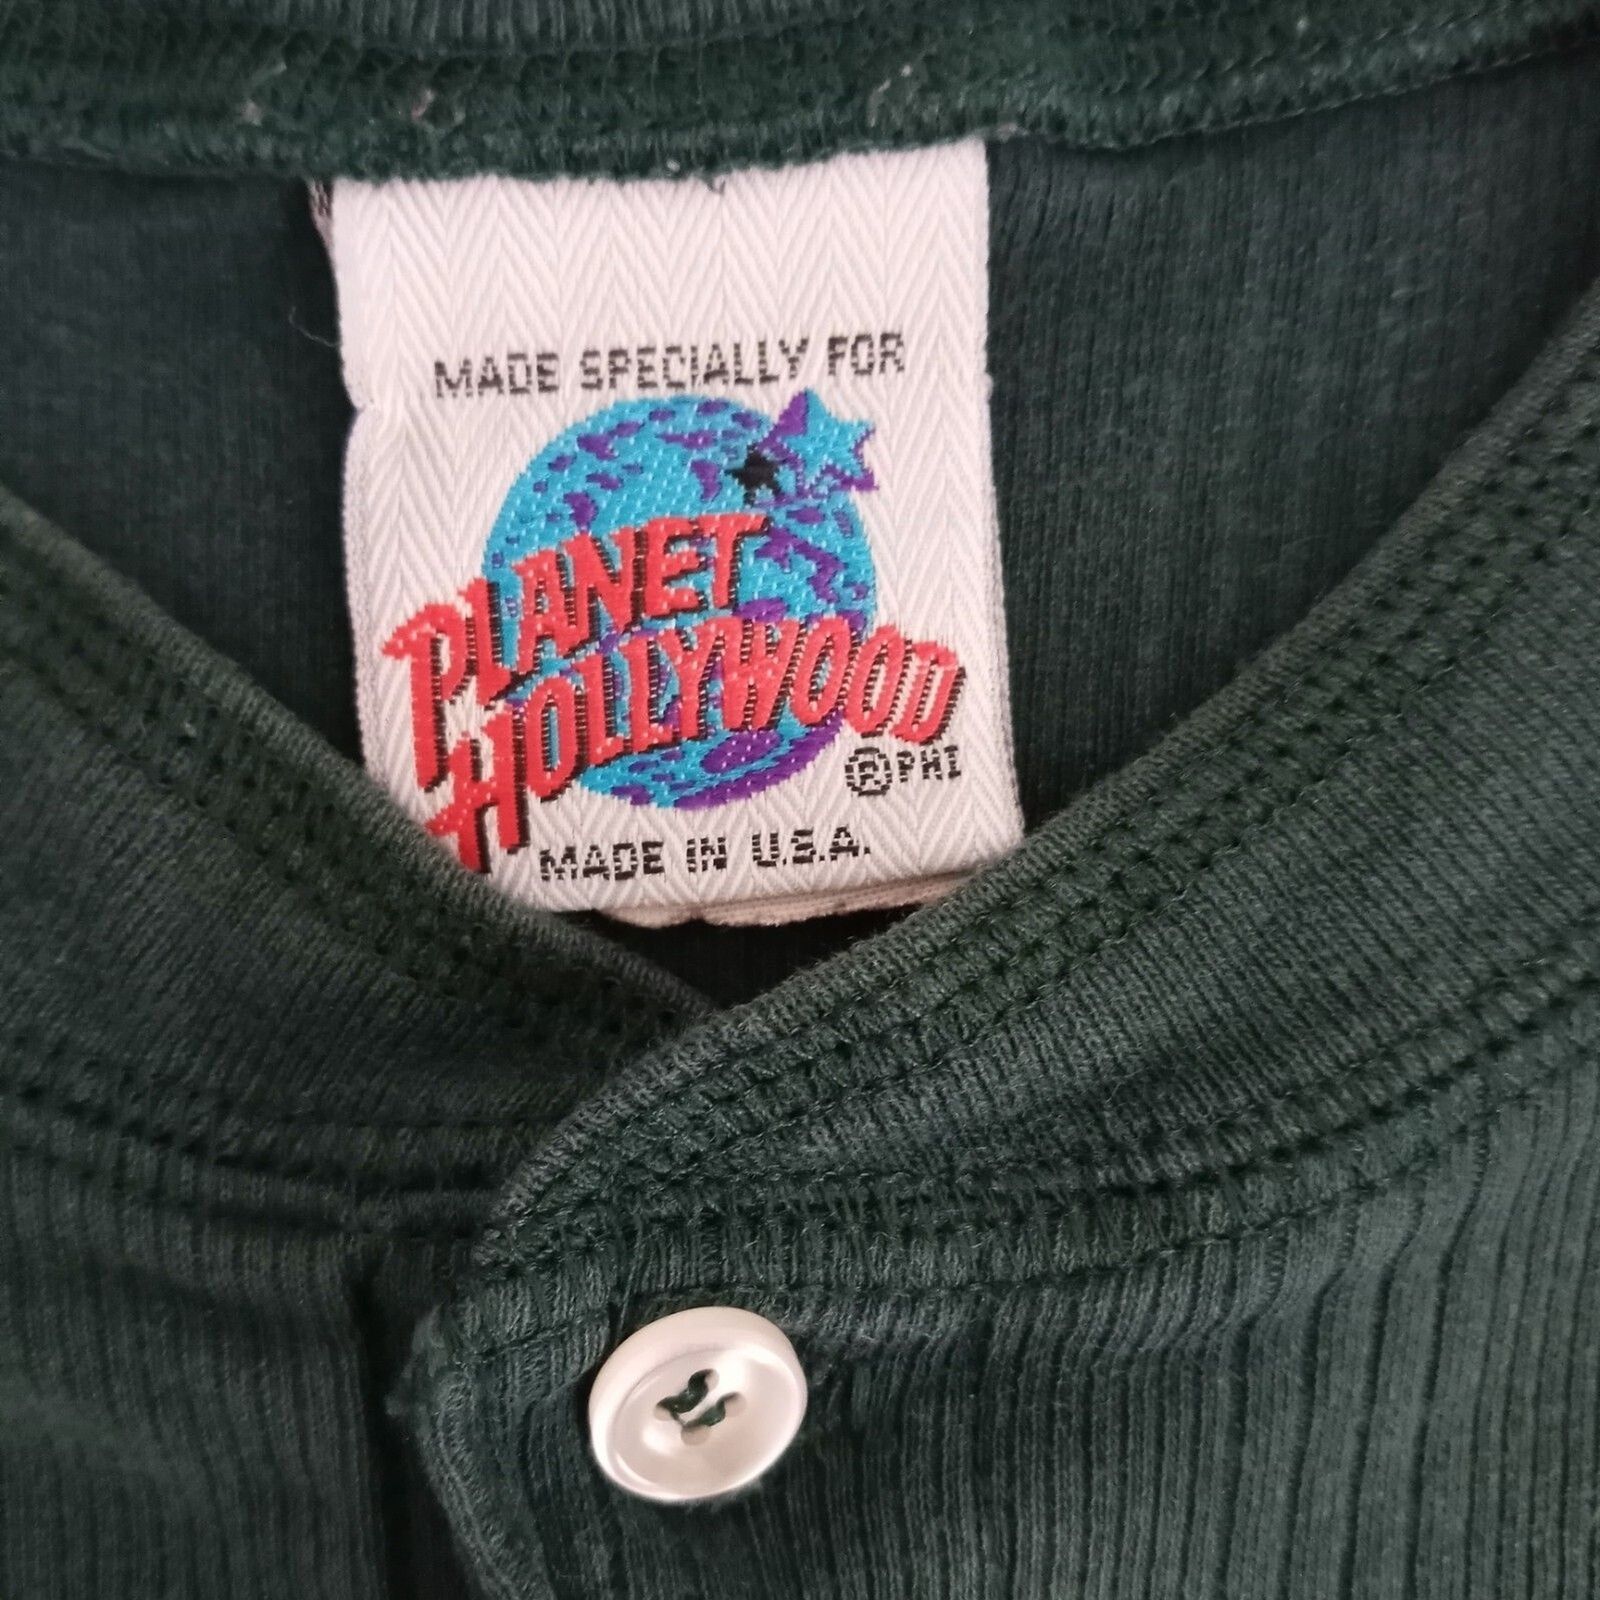 MADE SPECIALLY FOR
PLANET
HOLLYWOOD
®PHI
MADE IN U.S.A.